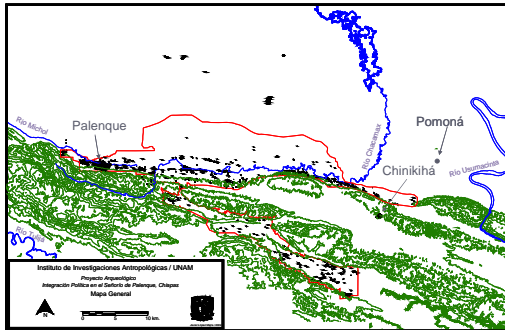 Río Michol
Palenque
Río Chacamax
Pomoná
Río Usumacinta
Chinikihá
Río Tulijá
Instituto de Investigaciones Antropológicas / UNAM
Proyecto Arqueológico
Integración Política en el Señorío de Palenque, Chiapas
Mapa General
N
0 5 10 km.